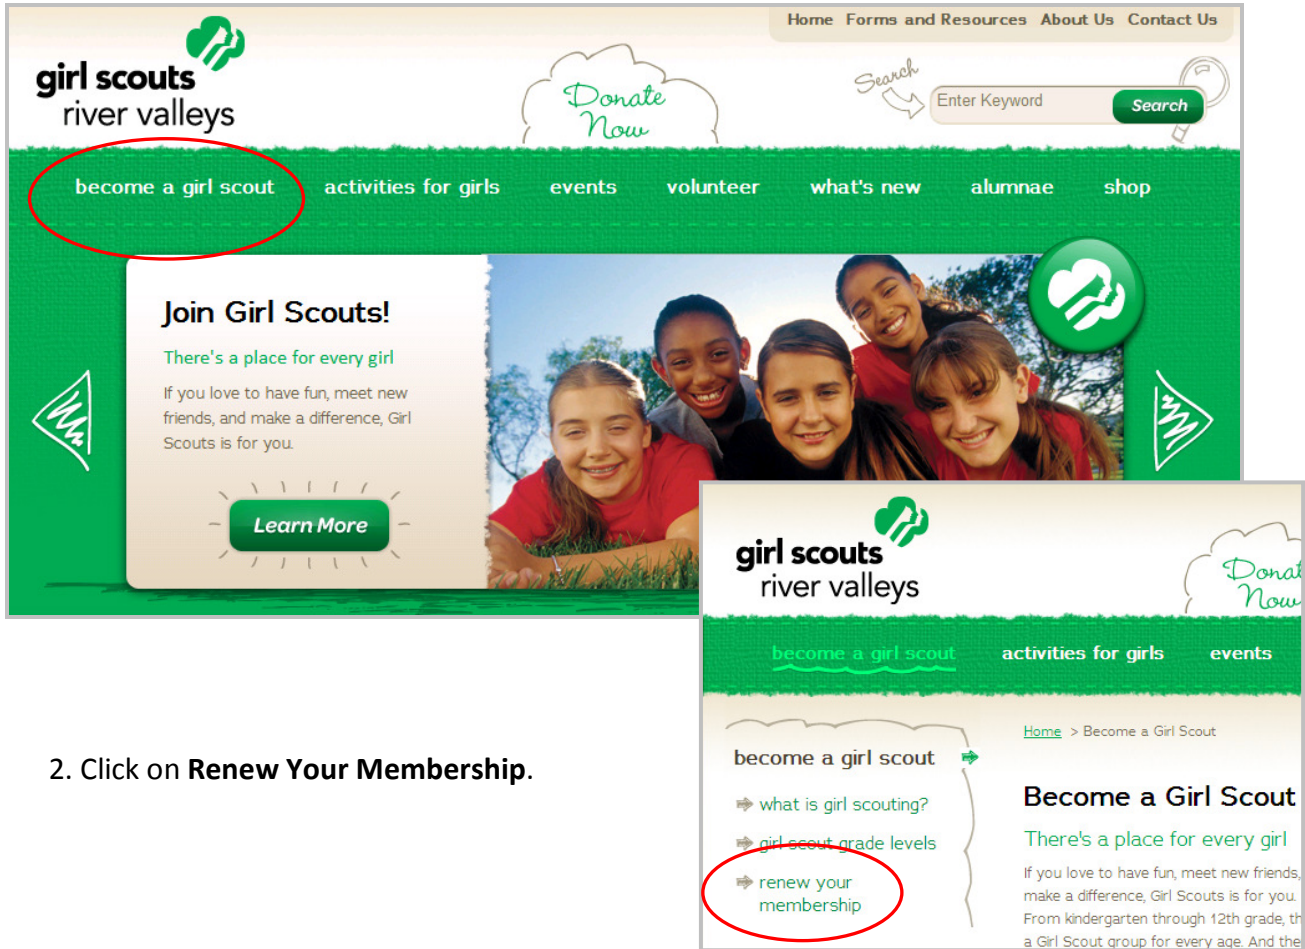 Home Forms and Resources About Us Contact Us
girl scouts
river valleys
Donate
Now
Search
Enter Keyword
Search
become a girl scout activities for girls events volunteer what's new alumnae shop
Join Girl Scouts!
There's a place for every girl
If you love to have fun, meet new
friends, and make a difference, Girl
Scouts is for you.
Learn More
girl scouts
river valleys
Donat
Now
become a girl scout activities for girls events
2. Click on Renew Your Membership.
become a girl scout
what is girl scouting?
girl scout grade levels
renew your
membership
Home > Become a Girl Scout
Become a Girl Scout
There's a place for every girl
If you love to have fun, meet new friends,
make a difference, Girl Scouts is for you.
From kindergarten through 12th grade, th
a Girl Scout group for every age. And the